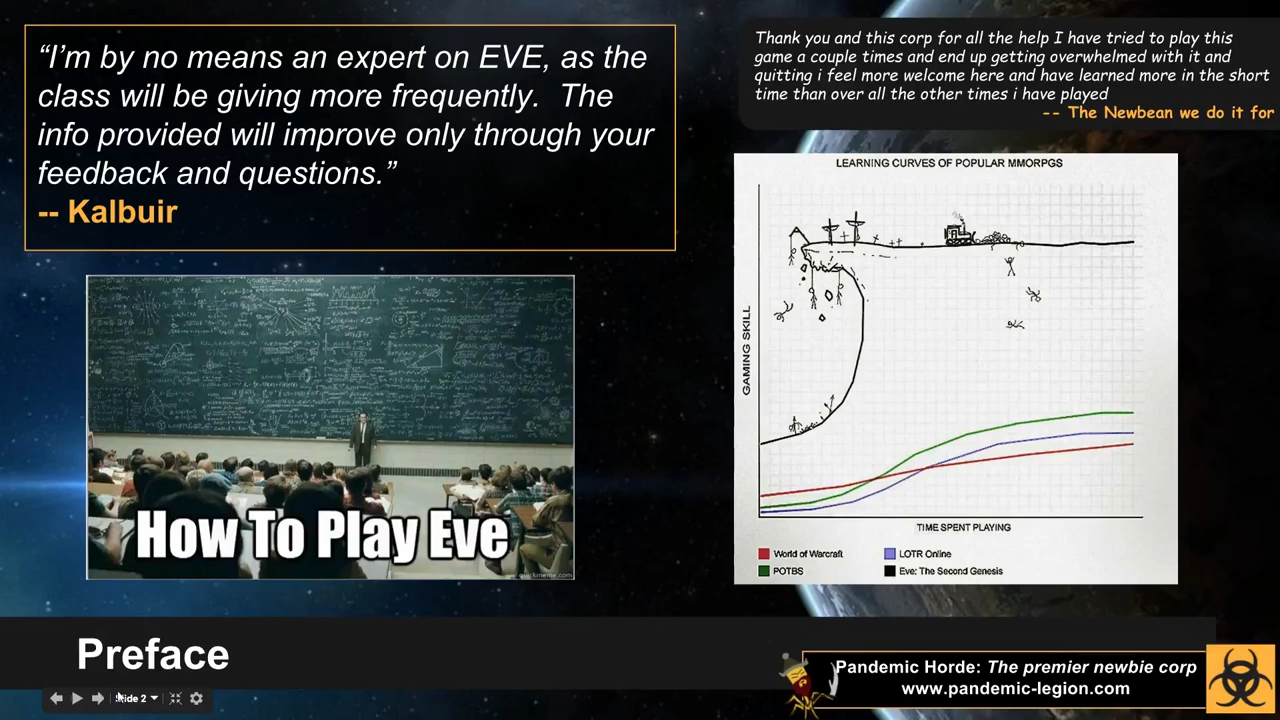 “I’m by no means an expert on EVE, as the
class will be giving more frequently.  The
info provided will improve only through your
feedback and questions.”
-- Kalbuir
Thank you and this corp for all the help I have tried to play this
game a couple times and end up getting overwhelmed with it and
quitting i feel more welcome here and have learned more in the short
time than over all the other times i have played
-- The Newbean we do it for
LEARNING CURVES OF POPULAR MMORPGS
GAMING SKILL
TIME SPENT PLAYING
World of Warcraft
LOTR Online
POTBS
Eve: The Second Genesis
How To Play Eve
quickmeme.com
Preface
Pandemic Horde: The premier newbie corp
www.pandemic-legion.com
Slide 2